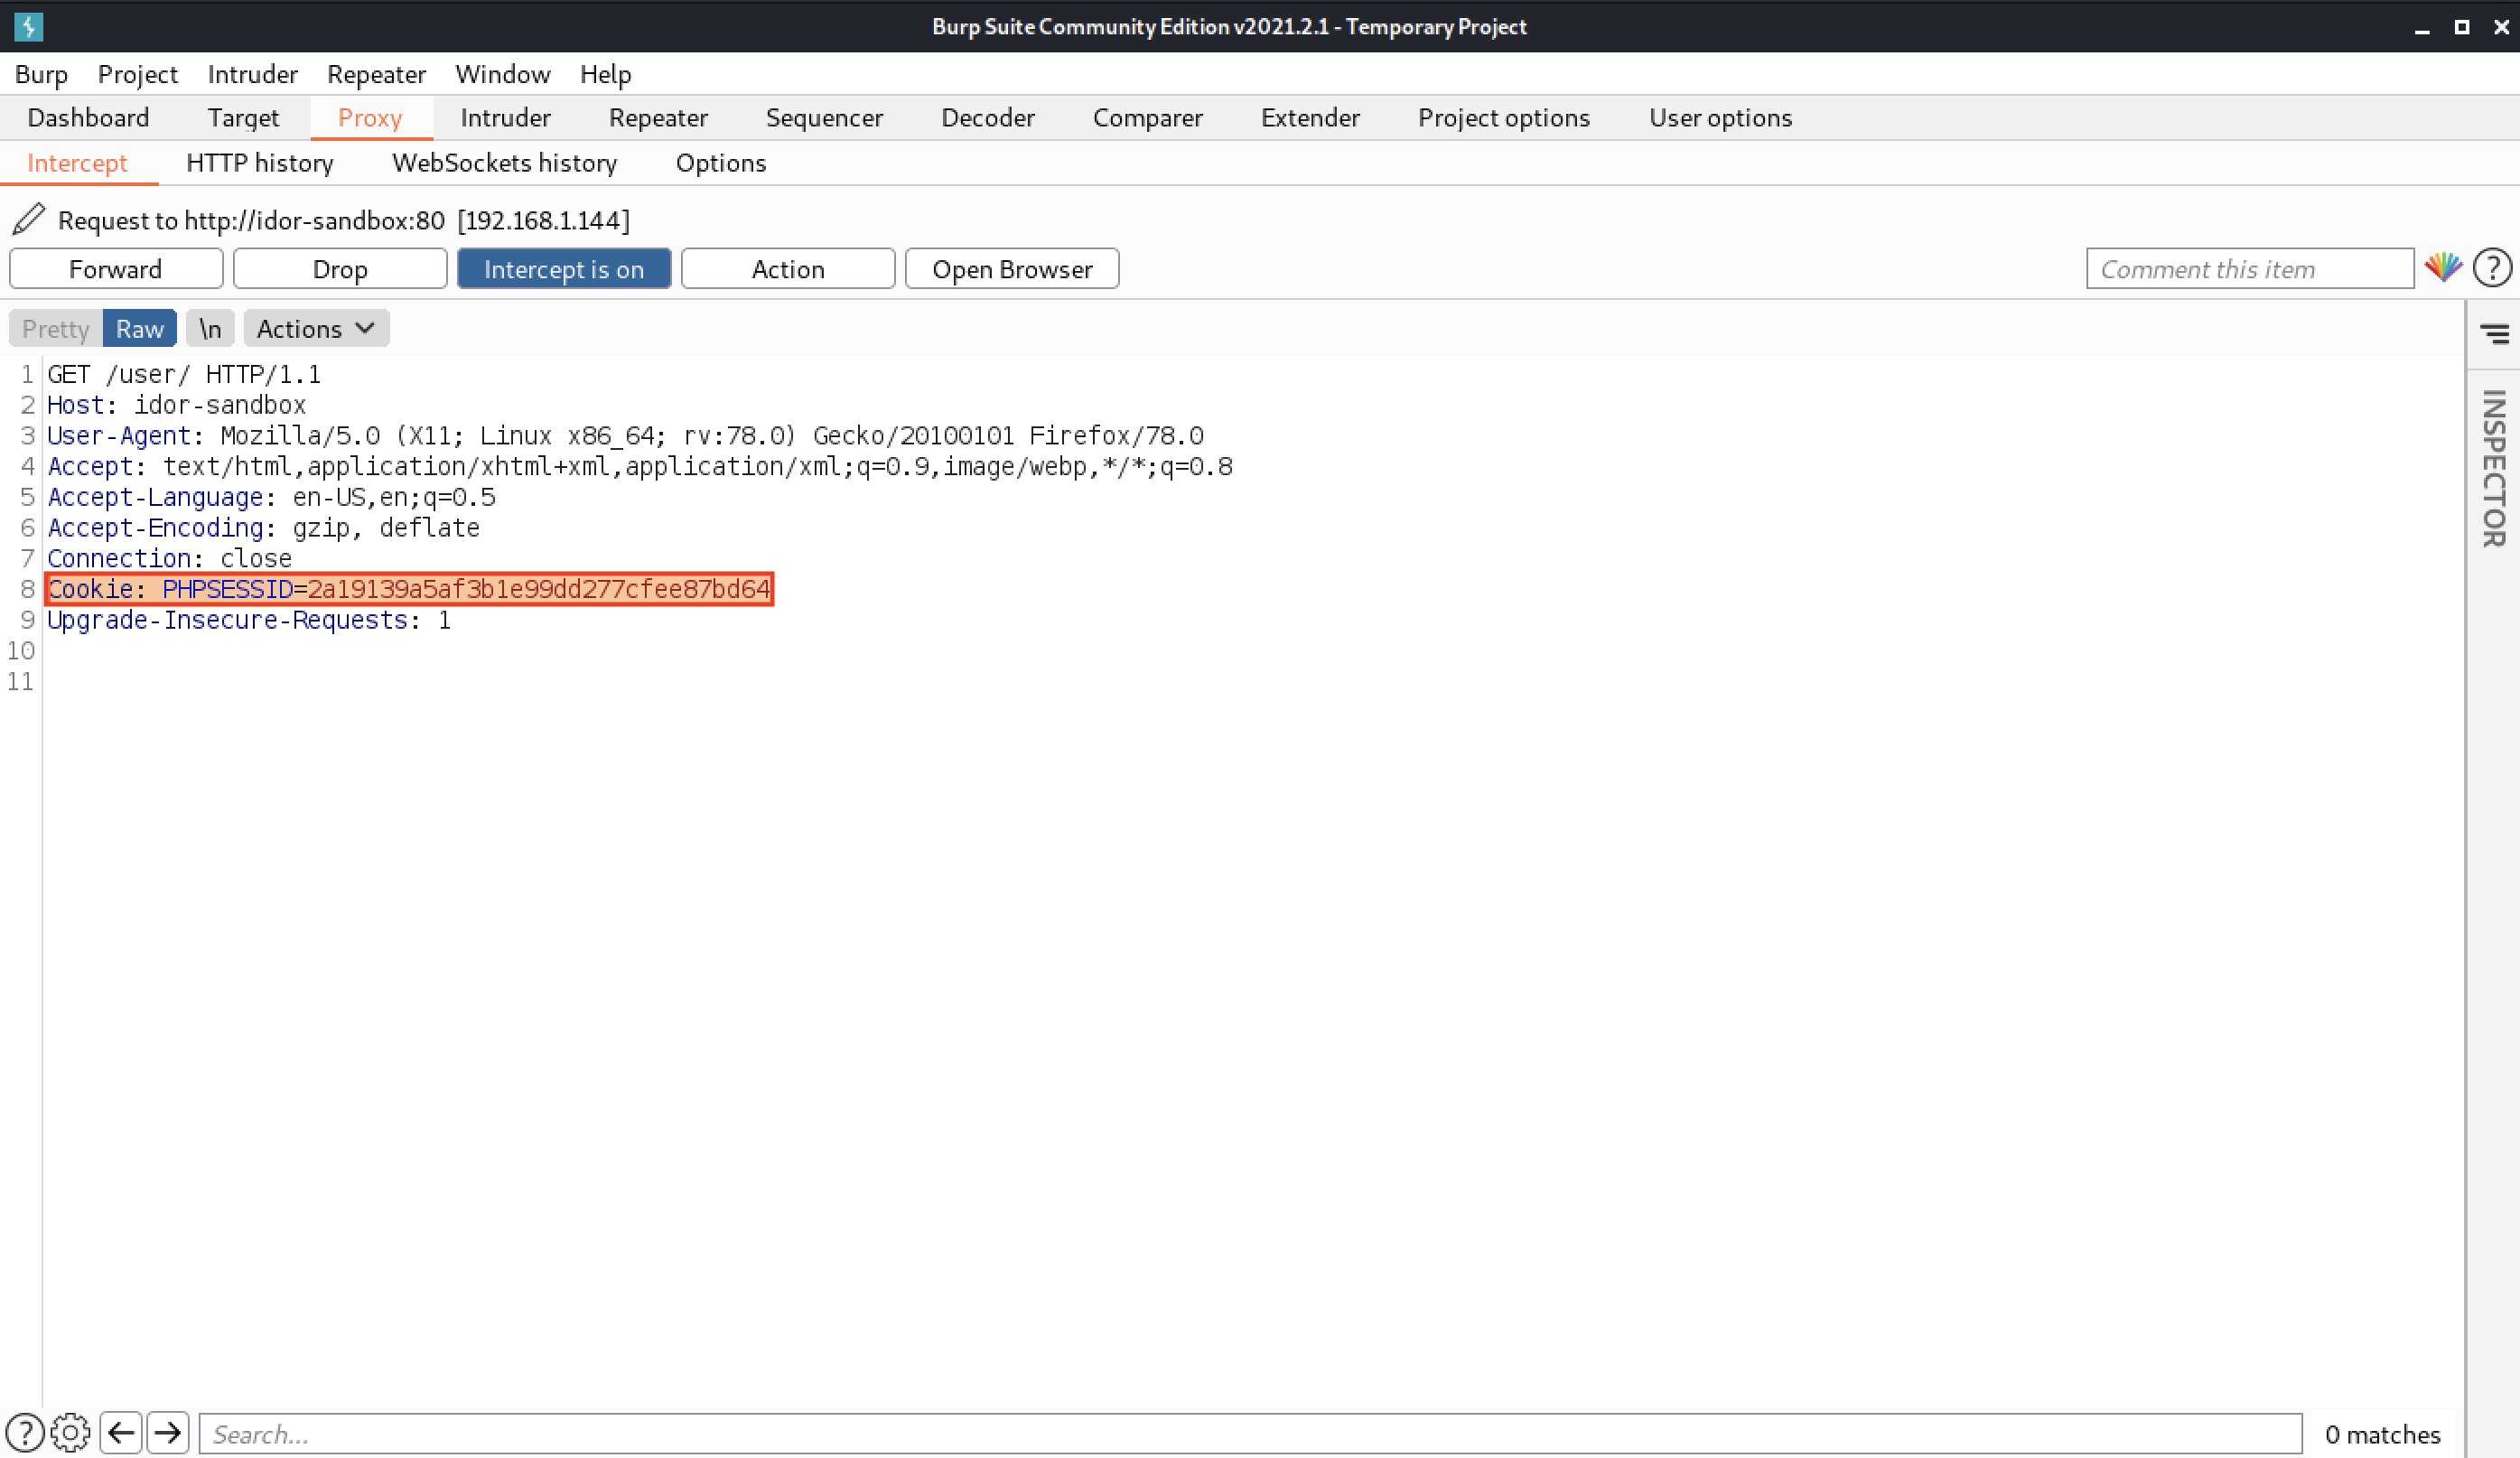 Burp Suite Community Edition v2021.2.1 - Temporary Project
Burp Project Intruder Repeater Window Help
Dashboard Target Proxy Intruder Repeater Sequencer Decoder Comparer Extender Project options User options
Intercept HTTP history WebSockets history Options
Request to http://idor-sandbox:80 [192.168.1.144]
Forward Drop Intercept is on Action Open Browser Comment this item ?
Pretty Raw \n Actions
INSPECTOR
1 GET /user/ HTTP/1.1
2 Host: idor-sandbox
3 User-Agent: Mozilla/5.0 (X11; Linux x86_64; rv:78.0) Gecko/20100101 Firefox/78.0
4 Accept: text/html,application/xhtml+xml,application/xml;q=0.9,image/webp,*/*;q=0.8
5 Accept-Language: en-US,en;q=0.5
6 Accept-Encoding: gzip, deflate
7 Connection: close
8 Cookie: PHPSESSID=2a19139a5af3b1e99dd277cfee87bd64
9 Upgrade-Insecure-Requests: 1
10
11
? Search... 0 matches